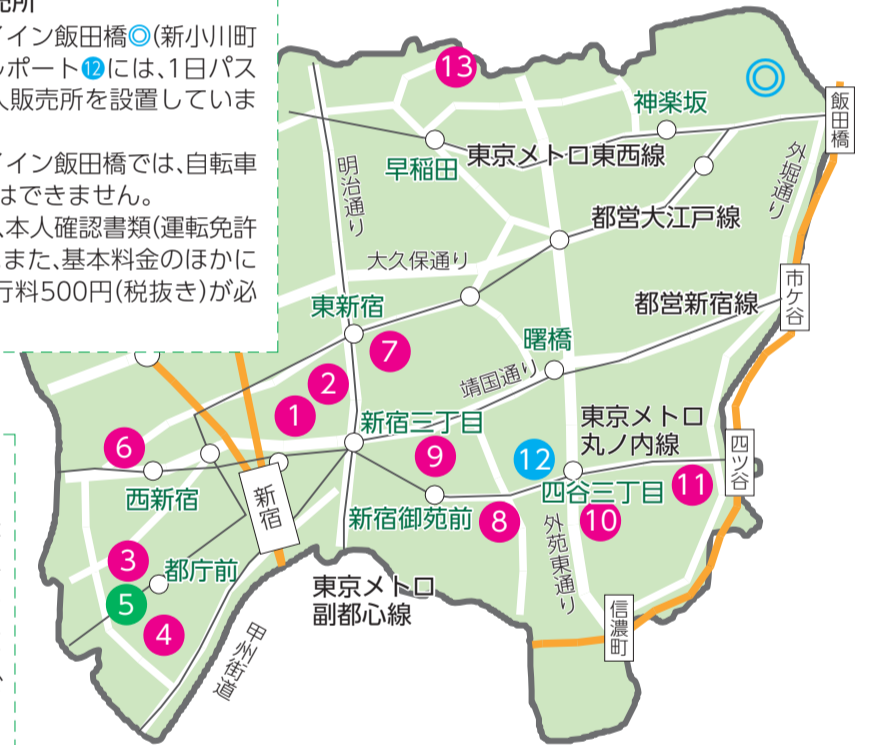 売所
イン飯田橋◎(新小川町
ポート⑫には、1日パス
人販売所を設置していま
イン飯田橋では、自転車
はできません。
、本人確認書類(運転免許
。また、基本料金のほかに
行料500円(税抜き)が必
13
神楽坂
飯田橋
早稲田
東京メトロ東西線
明治通り
外堀通り
都営大江戸線
大久保通り
市ケ谷
都営新宿線
東新宿
7
曙橋
2
靖国通り
1
新宿三丁目
東京メトロ
丸ノ内線
6
9
12
四ツ谷
西新宿
新宿
四谷三丁目
11
新宿御苑前
8
10
外苑東通り
3
都庁前
5
東京メトロ
副都心線
4
信濃町
甲州街道